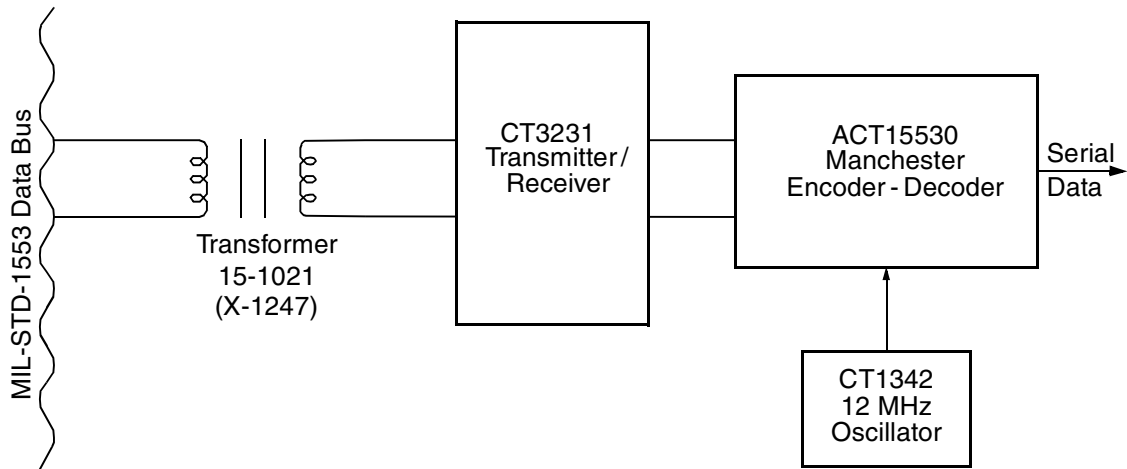 MIL-STD-1553 Data Bus
Transformer
15-1021
(X-1247)
CT3231
Transmitter/
Receiver
ACT15530
Manchester
Encoder-Decoder
Serial
Data
CT1342
12 MHz
Oscillator